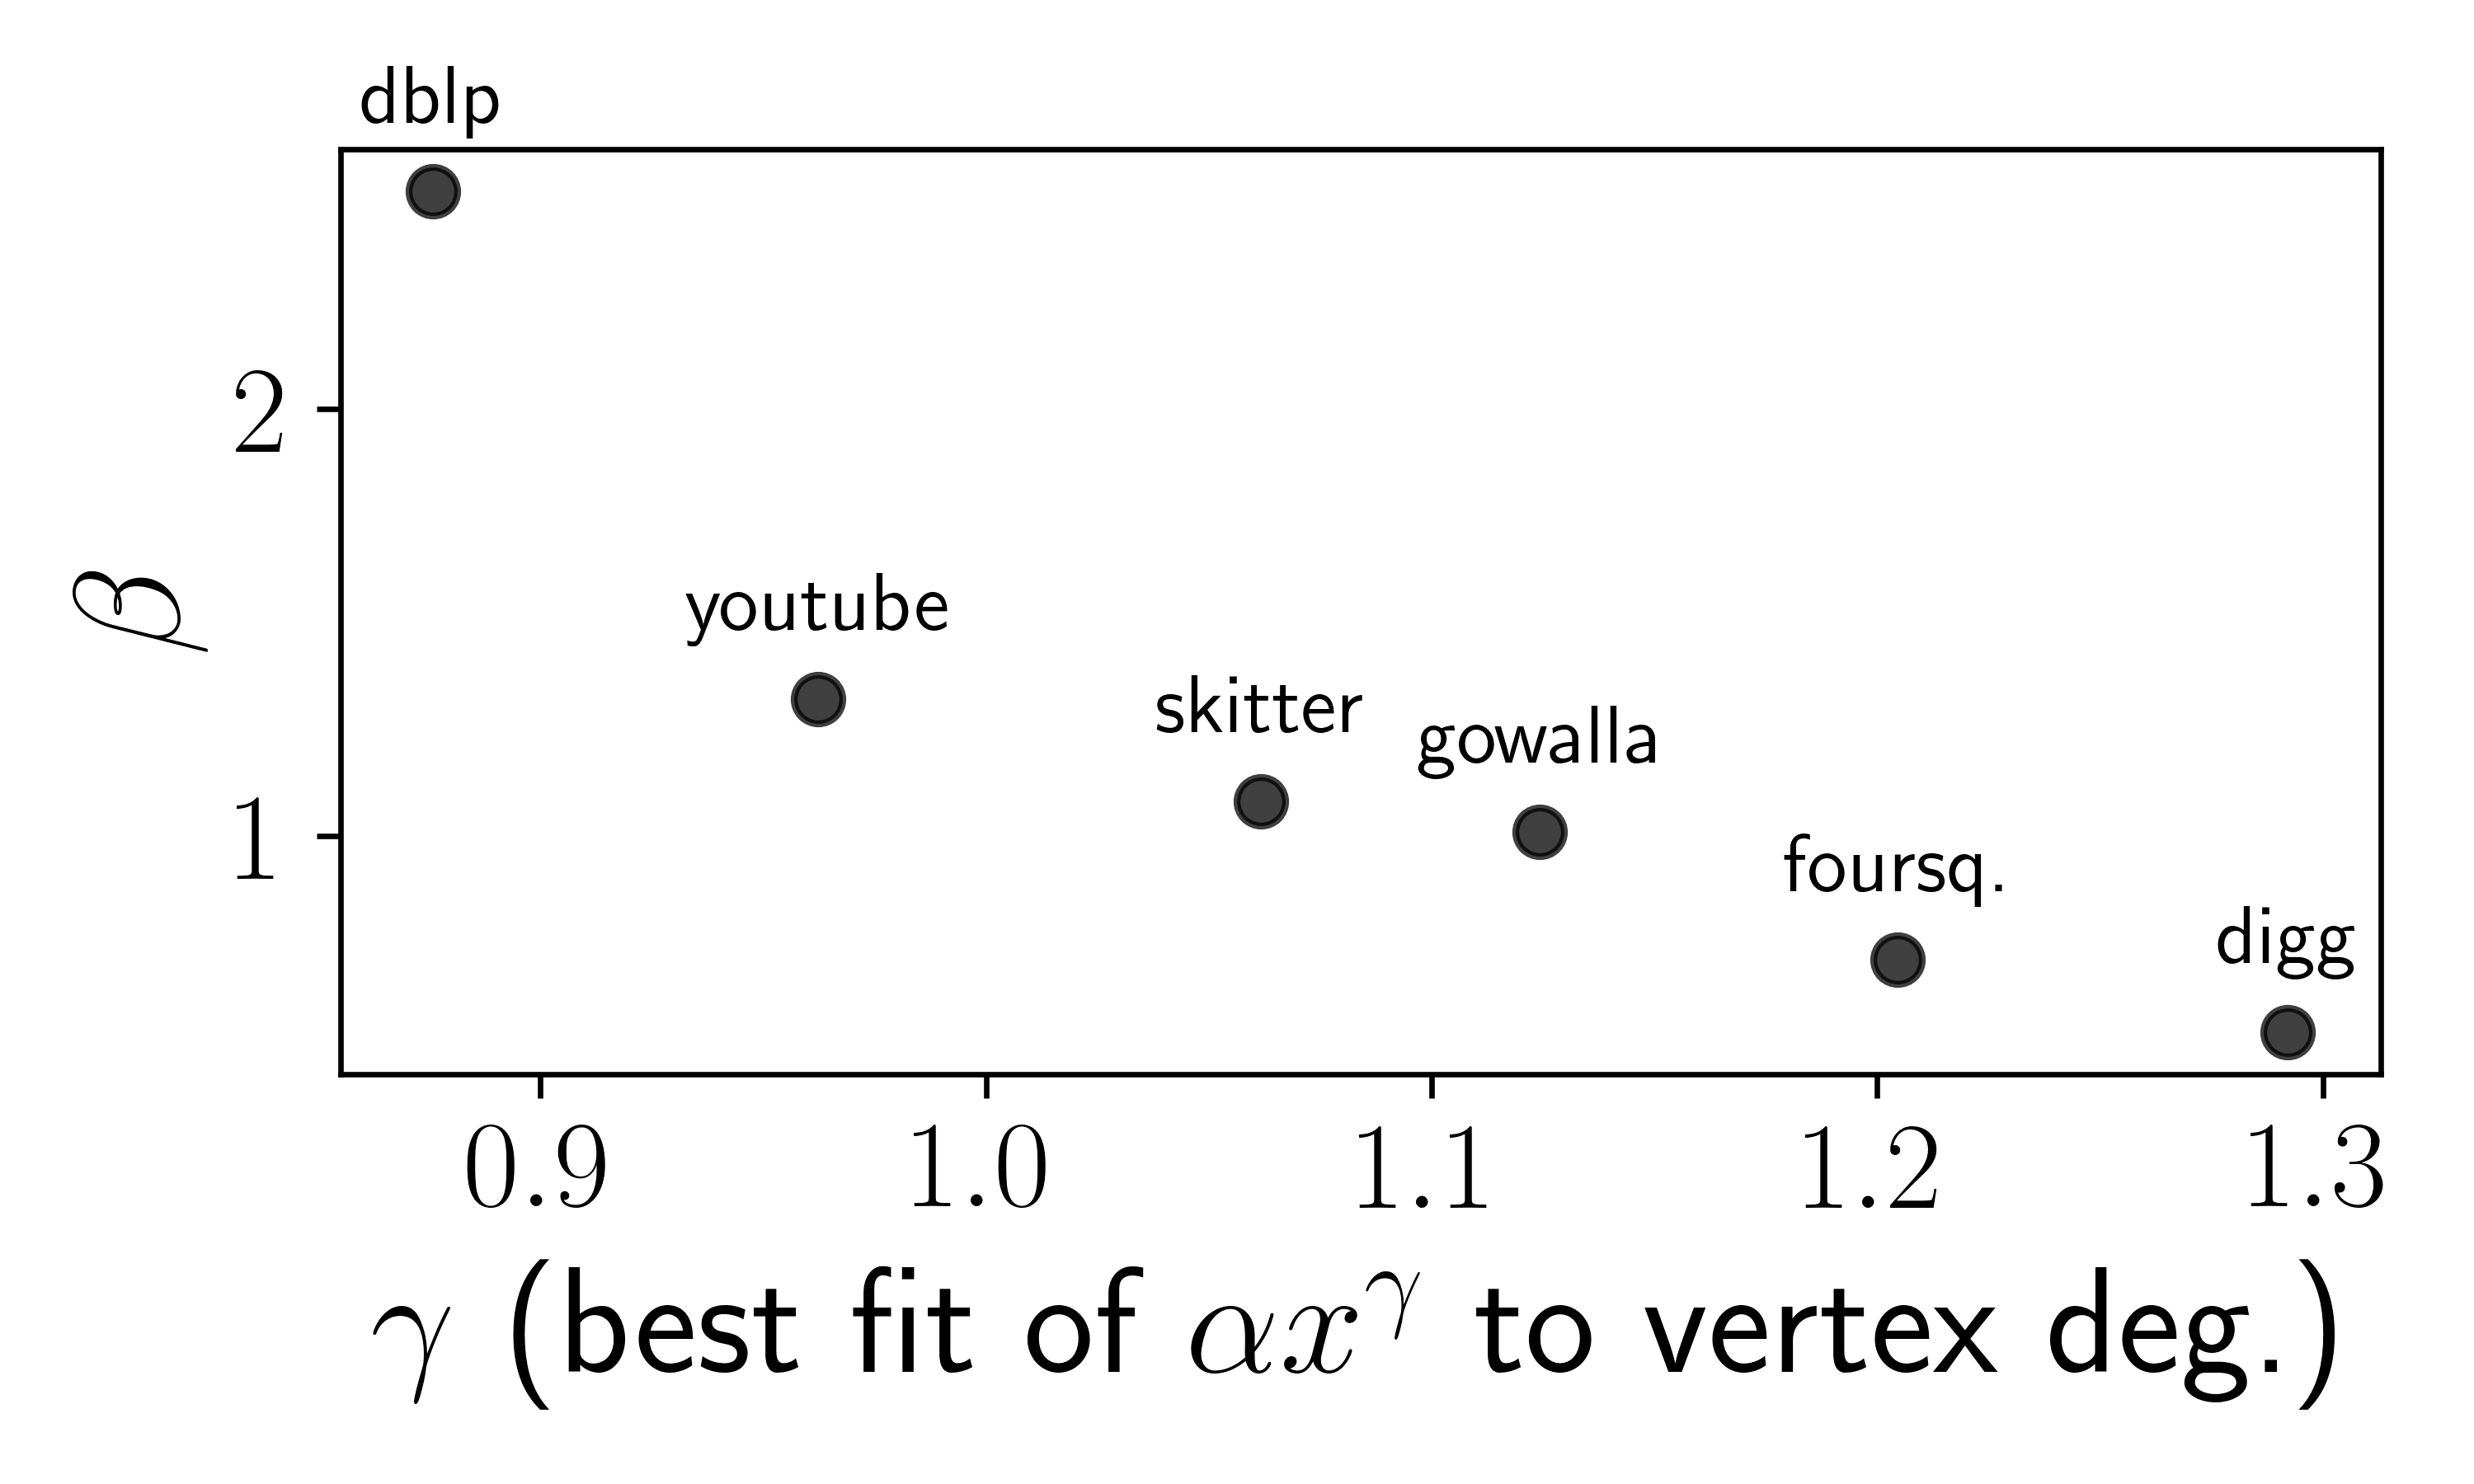 dblp
2
youtube
β
skitter
gowalla
1
foursq.
digg
0.9 1.0 1.1 1.2 1.3
γ (best fit of αx^γ to vertex deg.)